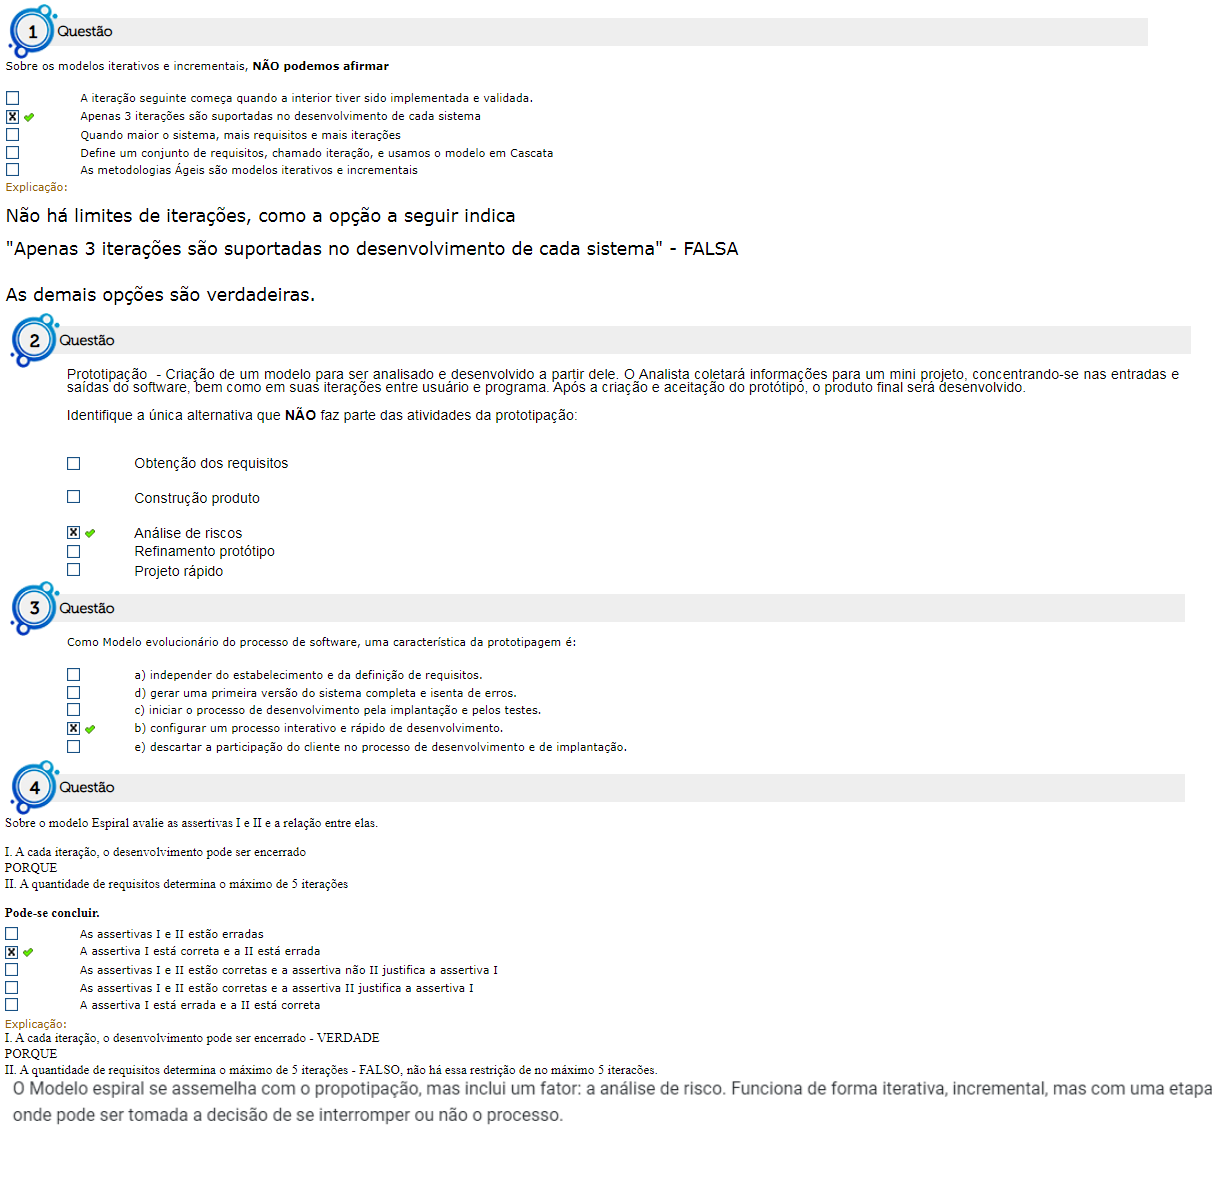 1 Questão
Sobre os modelos iterativos e incrementais, NÃO podemos afirmar
A iteração seguinte começa quando a interior tiver sido implementada e validada.
X Apenas 3 iterações são suportadas no desenvolvimento de cada sistema
Quando maior o sistema, mais requisitos e mais iterações
Define um conjunto de requisitos, chamado iteração, e usamos o modelo em Cascata
As metodologias Ágeis são modelos iterativos e incrementais
Explicação:
Não há limites de iterações, como a opção a seguir indica
"Apenas 3 iterações são suportadas no desenvolvimento de cada sistema" - FALSA
As demais opções são verdadeiras.
2 Questão
Prototipação - Criação de um modelo para ser analisado e desenvolvido a partir dele. O Analista coletará informações para um mini projeto, concentrando-se nas entradas e
saídas do software, bem como em suas iterações entre usuário e programa. Após a criação e aceitação do protótipo, o produto final será desenvolvido.
Identifique a única alternativa que NÃO faz parte das atividades da prototipação:
Obtenção dos requisitos
Construção produto
X Análise de riscos
Refinamento protótipo
Projeto rápido
3 Questão
Como Modelo evolucionário do processo de software, uma característica da prototipagem é:
a) independer do estabelecimento e da definição de requisitos.
d) gerar uma primeira versão do sistema completa e isenta de erros.
c) iniciar o processo de desenvolvimento pela implantação e pelos testes.
X b) configurar um processo interativo e rápido de desenvolvimento.
e) descartar a participação do cliente no processo de desenvolvimento e de implantação.
4 Questão
Sobre o modelo Espiral avalie as assertivas I e II e a relação entre elas.
I. A cada iteração, o desenvolvimento pode ser encerrado
PORQUE
II. A quantidade de requisitos determina o máximo de 5 iterações
Pode-se concluir.
As assertivas I e II estão erradas
X A assertiva I está correta e a II está errada
As assertivas I e II estão corretas e a assertiva não II justifica a assertiva I
As assertivas I e II estão corretas e a assertiva II justifica a assertiva I
A assertiva I está errada e a II está correta
Explicação:
I. A cada iteração, o desenvolvimento pode ser encerrado - VERDADE
PORQUE
II. A quantidade de requisitos determina o máximo de 5 iterações - FALSO, não há essa restrição de no máximo 5 iteracões.
O Modelo espiral se assemelha com o propotipação, mas inclui um fator: a análise de risco. Funciona de forma iterativa, incremental, mas com uma etapa
onde pode ser tomada a decisão de se interromper ou não o processo.